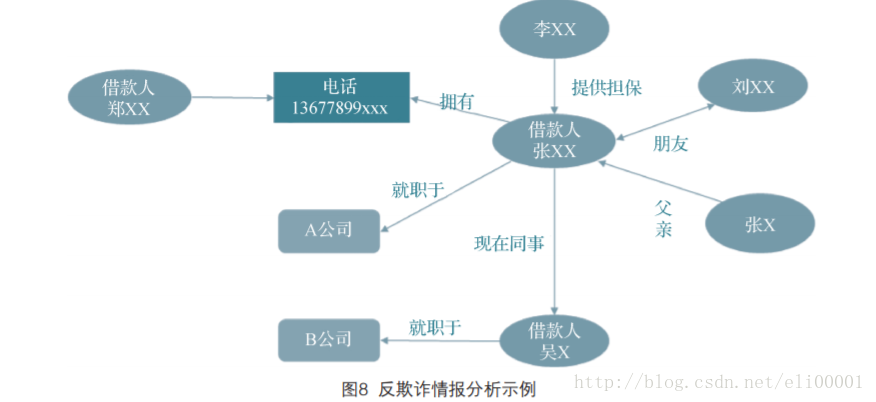 李XX
提供担保
借款人
郑XX
电话
13677899xxx
拥有
借款人
张XX
刘XX
朋友
就职于
A公司
父
亲
张X
现在同事
B公司
就职于
借款人
吴X
图8 反欺诈情报分析示例
http://blog.csdn.net/eli00001